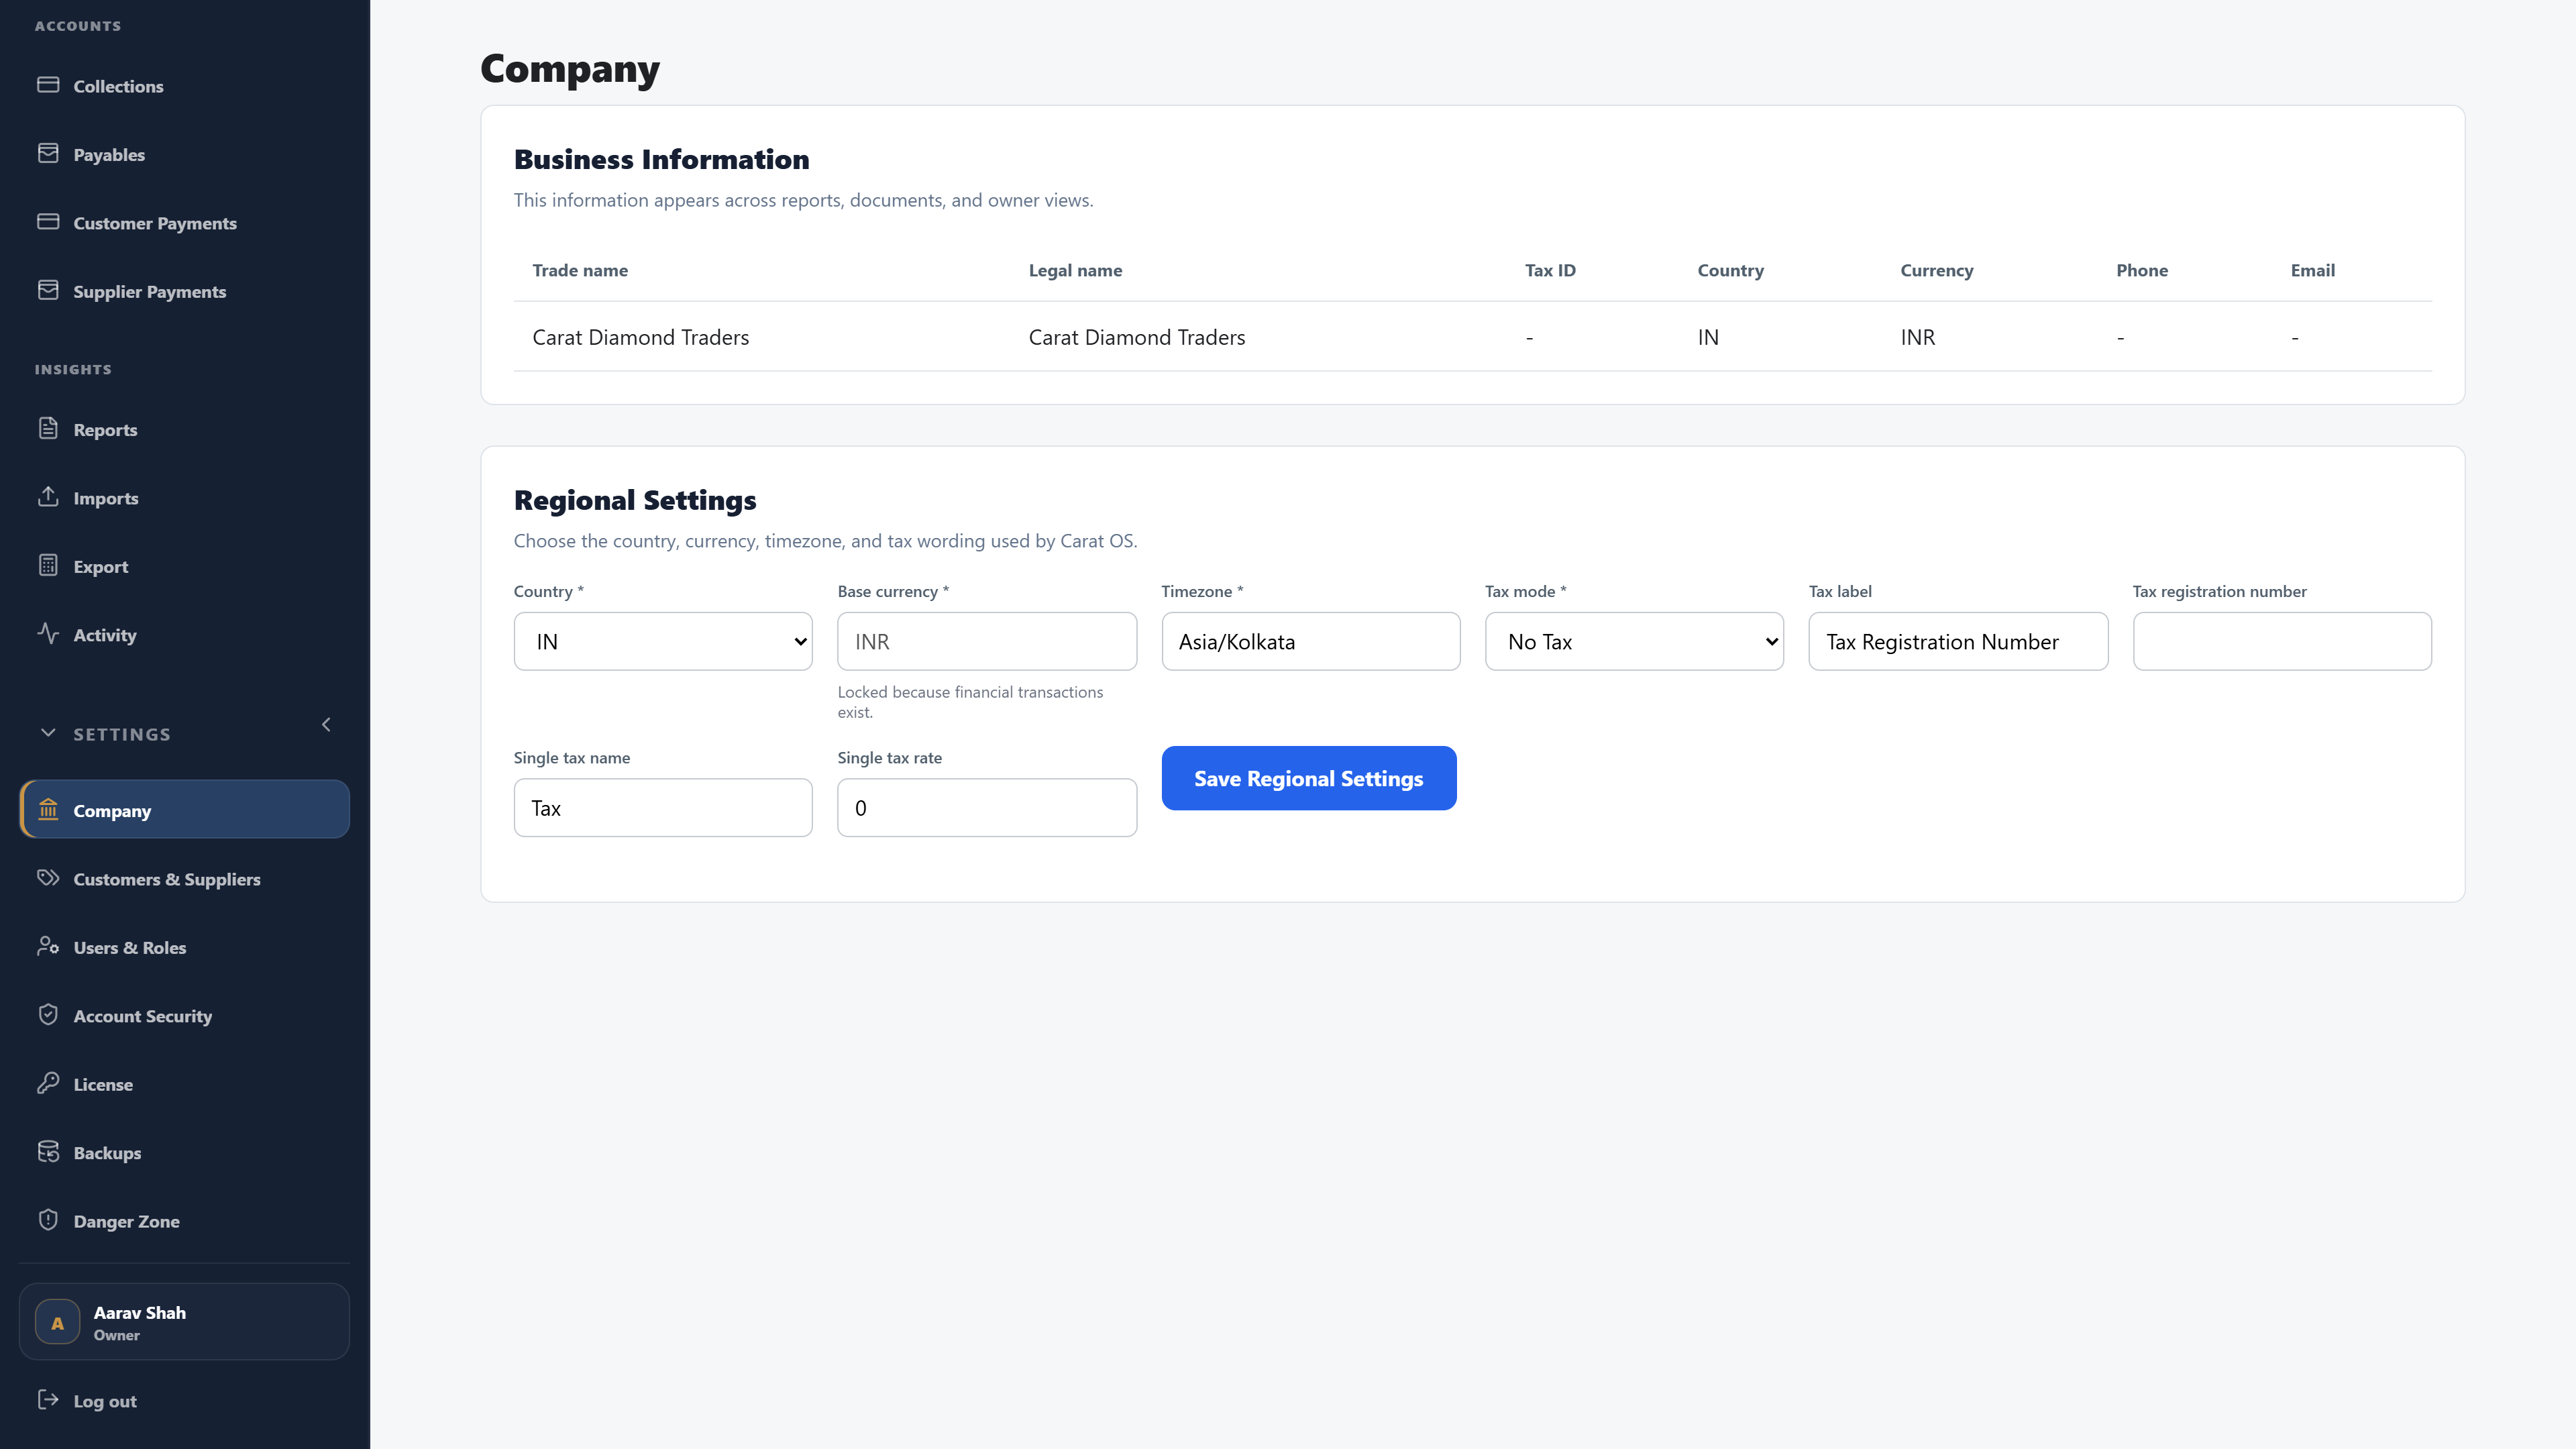 ACCOUNTS
Collections
Payables
Customer Payments
Supplier Payments
INSIGHTS
Reports
Imports
Export
Activity
SETTINGS
Company
Customers & Suppliers
Users & Roles
Account Security
License
Backups
Danger Zone
A
Aarav Shah
Owner
Log out
Company
Business Information
This information appears across reports, documents, and owner views.
Trade name Legal name Tax ID Country Currency Phone Email
Carat Diamond Traders Carat Diamond Traders - IN INR - -
Regional Settings
Choose the country, currency, timezone, and tax wording used by Carat OS.
Country * Base currency * Timezone * Tax mode * Tax label Tax registration number
IN INR Asia/Kolkata No Tax Tax Registration Number
Locked because financial transactions
exist.
Single tax name Single tax rate
Tax 0 Save Regional Settings